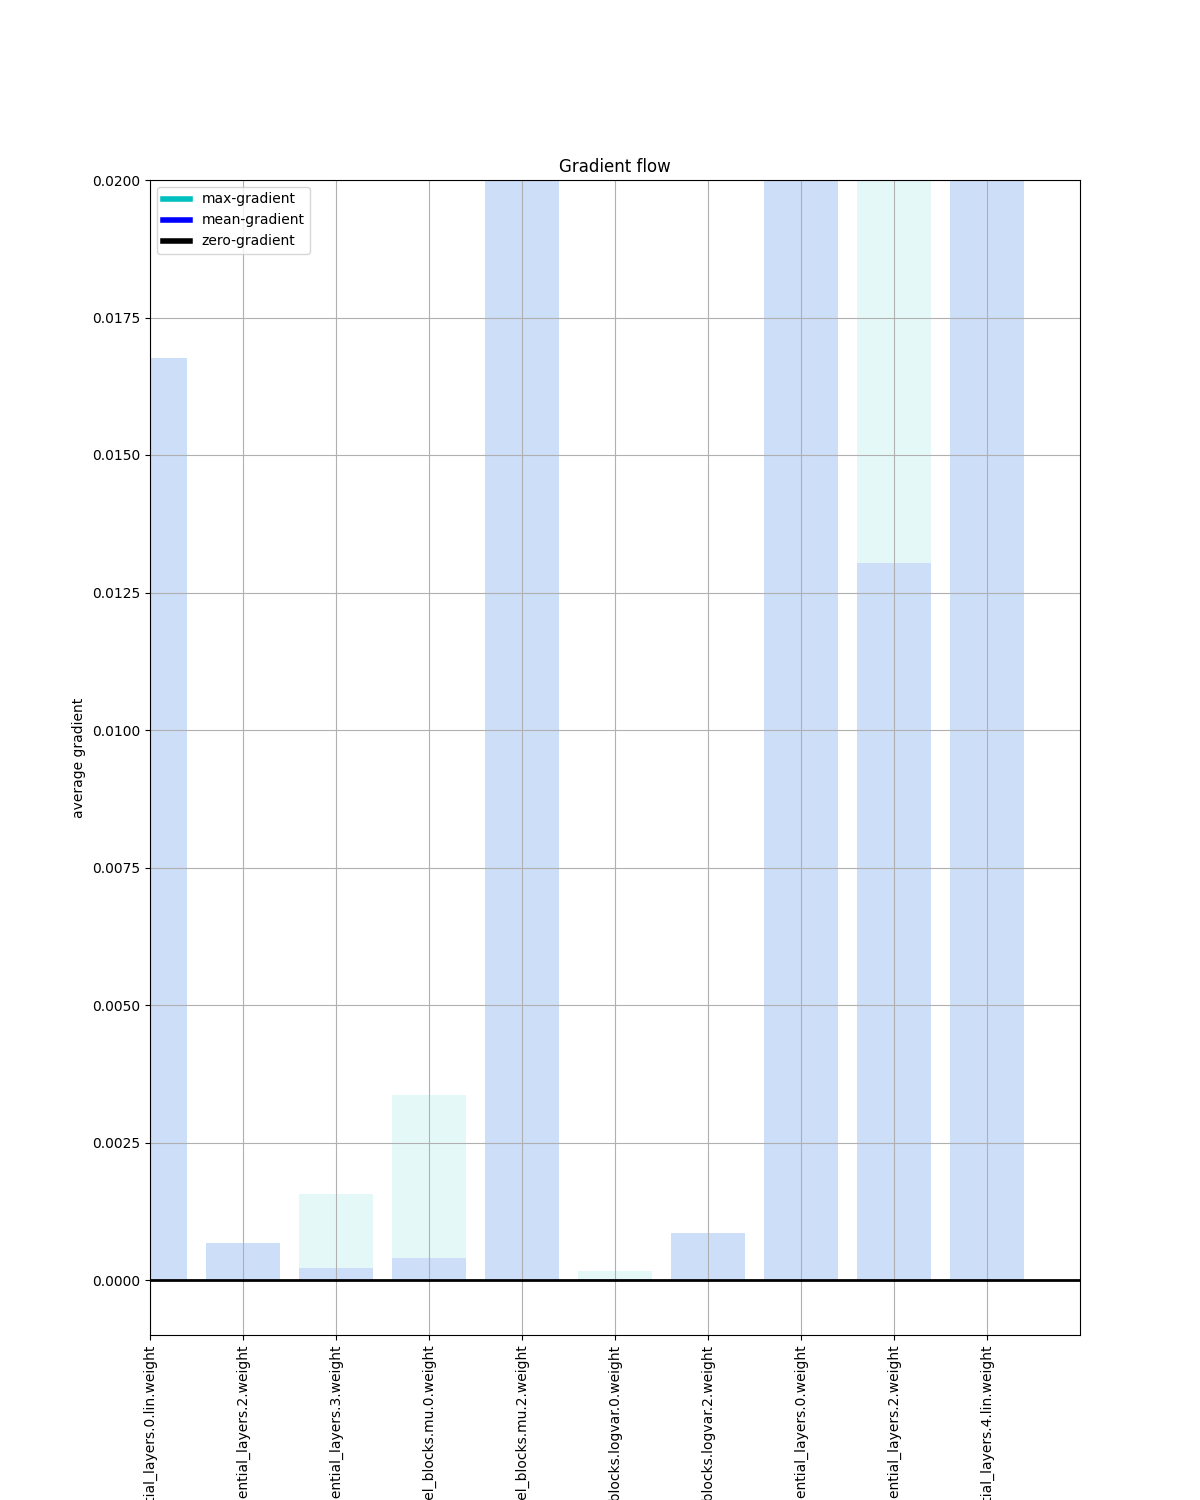 Gradient flow
max-gradient
mean-gradient
zero-gradient
0.0200
0.0175
0.0150
0.0125
0.0100
0.0075
0.0050
0.0025
0.0000
average gradient
tial_layers.0.lin.weight
ential_layers.2.weight
ential_layers.3.weight
el_blocks.mu.0.weight
el_blocks.mu.2.weight
blocks.logvar.0.weight
blocks.logvar.2.weight
ential_layers.0.weight
ential_layers.2.weight
tial_layers.4.lin.weight